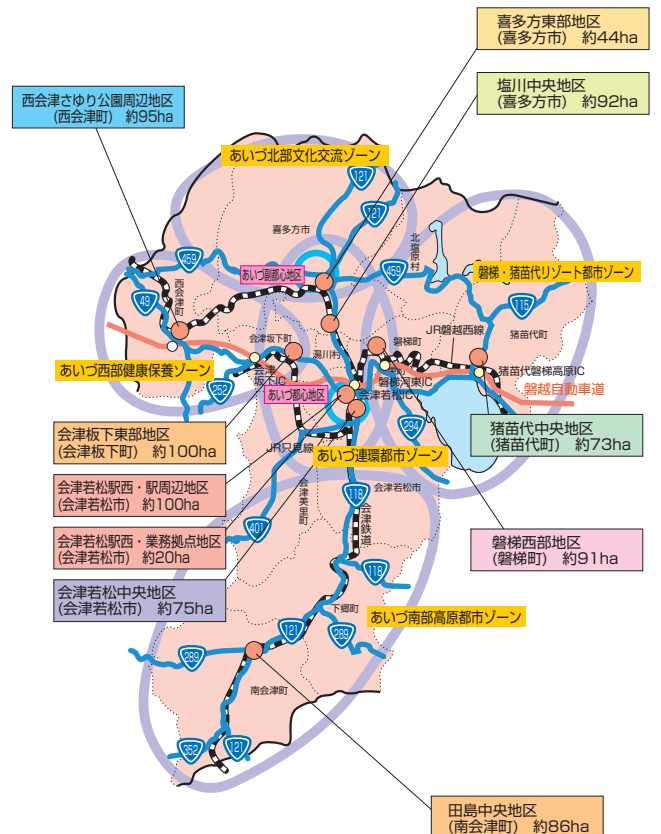 喜多方東部地区
(喜多方市) 約44ha
塩川中央地区
(喜多方市) 約92ha
西会津さゆり公園周辺地区
(西会津町) 約95ha
あいづ北部文化交流ゾーン
121
121
喜多方市
北塩原村
459
あいづ副都心地区
459
磐梯・猪苗代リゾート都市ゾーン
49
西会津町
115
猪苗代町
JR磐越西線
磐梯町
会津坂下町
湯川村
あいづ西部健康保養ゾーン
会津
坂下IC
猪苗代磐梯高原IC
磐梯河東IC
252
あいづ都心地区
会津若松IC
磐越自動車道
会津板下東部地区
(会津板下町) 約100ha
猪苗代中央地区
(猪苗代町) 約73ha
294
JR只見線
あいづ連環都市ゾーン
会津若松駅西・駅周辺地区
(会津若松市) 約100ha
会津美里町
会津若松市
118
401
会津鉄道
会津若松駅西・業務拠点地区
(会津若松市) 約20ha
磐梯西部地区
(磐梯町) 約91ha
会津若松中央地区
(会津若松市) 約75ha
118
下郷町
あいづ南部高原都市ゾーン
121
289
289
南会津町
352
121
田島中央地区
(南会津町) 約86ha